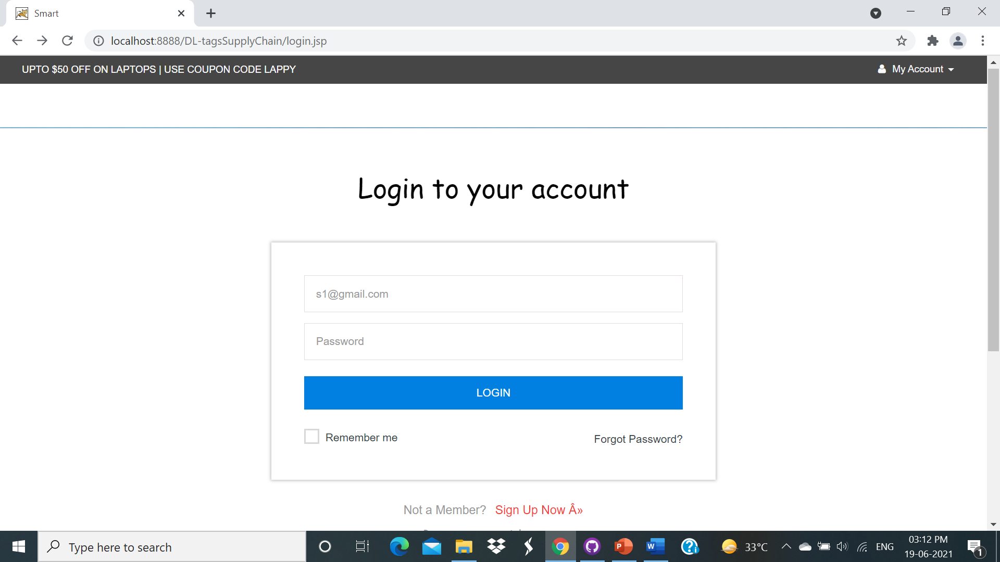 Smart
localhost:8888/DL-tagsSupplyChain/login.jsp
UPTO $50 OFF ON LAPTOPS | USE COUPON CODE LAPPY
My Account
Login to your account
s1@gmail.com
Password
LOGIN
Remember me
Forgot Password?
Not a Member? Sign Up Now Â»
Type here to search
33°C
ENG
03:12 PM
19-06-2021
1